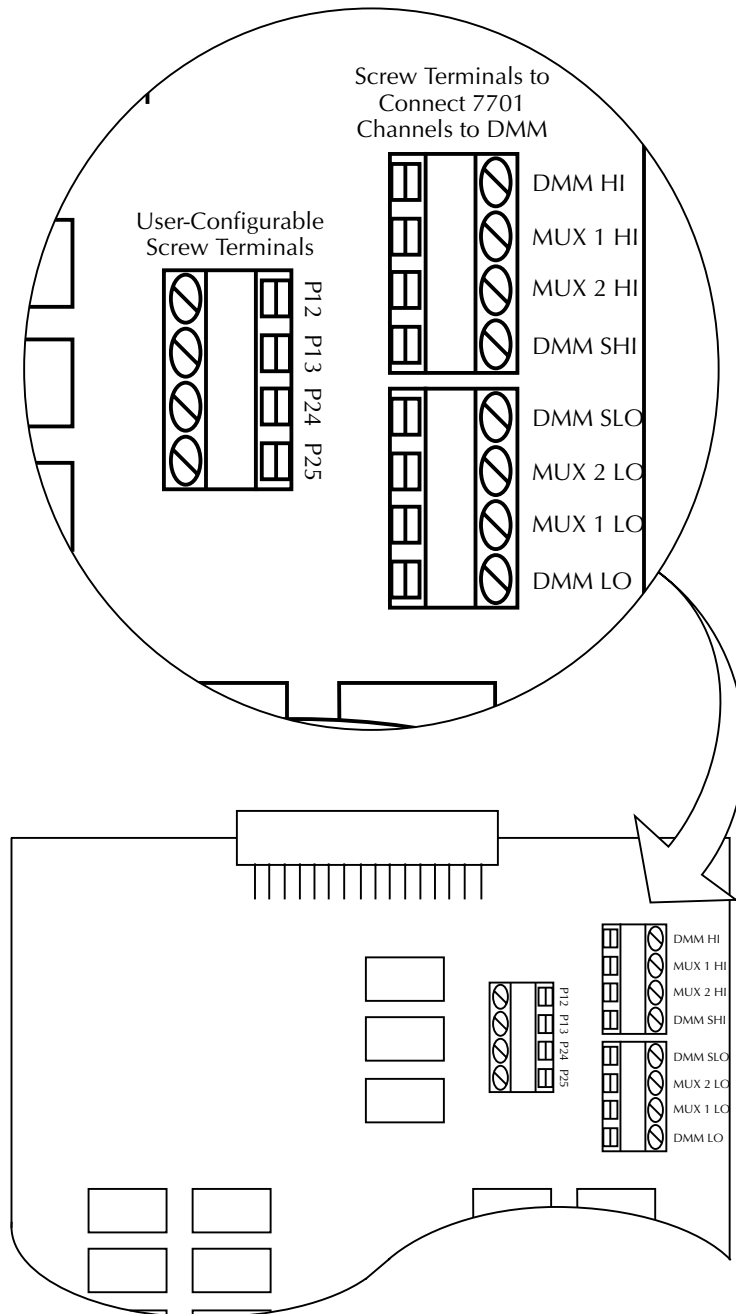 Screw Terminals to
Connect 7701
Channels to DMM
DMM HI
MUX 1 HI
MUX 2 HI
DMM SHI
DMM SLO
MUX 2 LO
MUX 1 LO
DMM LO
User-Configurable
Screw Terminals
P12
P13
P24
P25
DMM HI
MUX 1 HI
MUX 2 HI
DMM SHI
DMM SLO
MUX 2 LO
MUX 1 LO
DMM LO
P12
P13
P24
P25